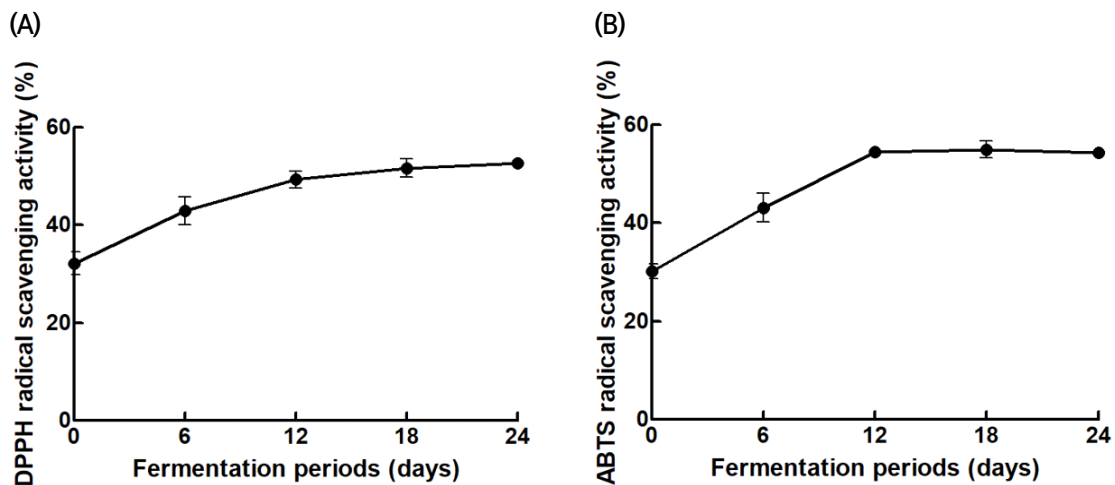 (A)
DPPH radical scavenging activity (%)
60
40
20
0
0 6 12 18 24
Fermentation periods (days)
(B)
ABTS radical scavenging activity (%)
60
40
20
0
0 6 12 18 24
Fermentation periods (days)